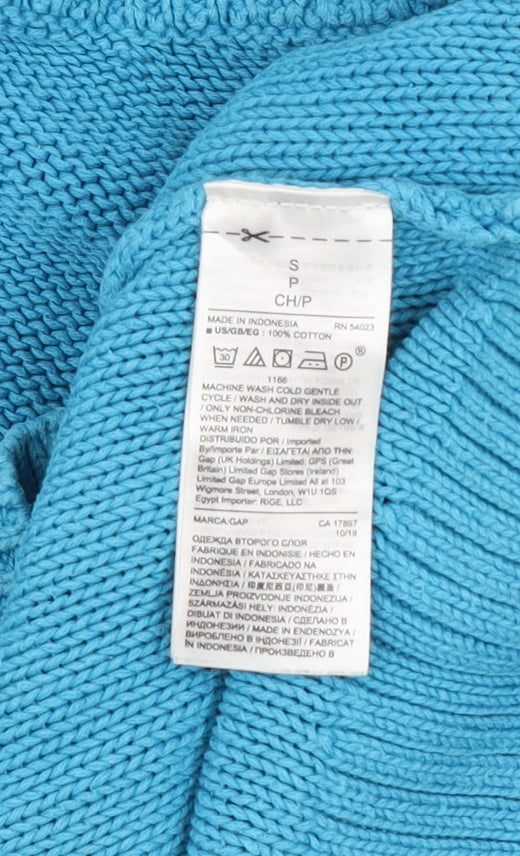 S
P
CH/P
MADE IN INDONESIA RN 54023
■ US/GB/EG : 100% COTTON
30 P ®
1166
MACHINE WASH COLD GENTLE
CYCLE / WASH AND DRY INSIDE OUT
/ ONLY NON-CHLORINE BLEACH
WHEN NEEDED / TUMBLE DRY LOW /
WARM IRON
DISTRIBUIDO POR / Imported
By/Importe Par / ΕΙΣΑΓΕΤΑΙ ΑΠΟ ΤΗΝ:
Gap (UK Holdings) Limited: GPS (Great
Britain) Limited Gap Stores (Ireland)
Limited Gap Europe Limited All at 103
Wigmore Street, London, W1U 1QS
Egypt Importer: RIGE, LLC
MARCA:GAP CA 17897
10/19
ОДЕЖДА ВТОРОГО СЛОЯ
FABRIQUE EN INDONISIE / HECHO EN
INDONESIA / FABRICADO NA
INDONÉSIA / ΚΑΤΑΣΚΕΥΑΣΤΗΚΕ ΣΤΗΝ
ΙΝΔΟΝΗΣΙΑ / 印度尼西亚(印尼)制造 /
ZEMLJA PROIZVODNJE INDONEZIJA /
SZÁRMAZÁSI HELY: INDONÉZIA /
DIBUAT DI INDONESIA / СДЕЛАНО В
ИНДОНЕЗИИ / MADE IN ENDENOZYA /
ВИРОБЛЕНО В ІНДОНЕЗІЇ / FABRICAT
ÎN INDONESIA / ПРОИЗВЕДЕНО В